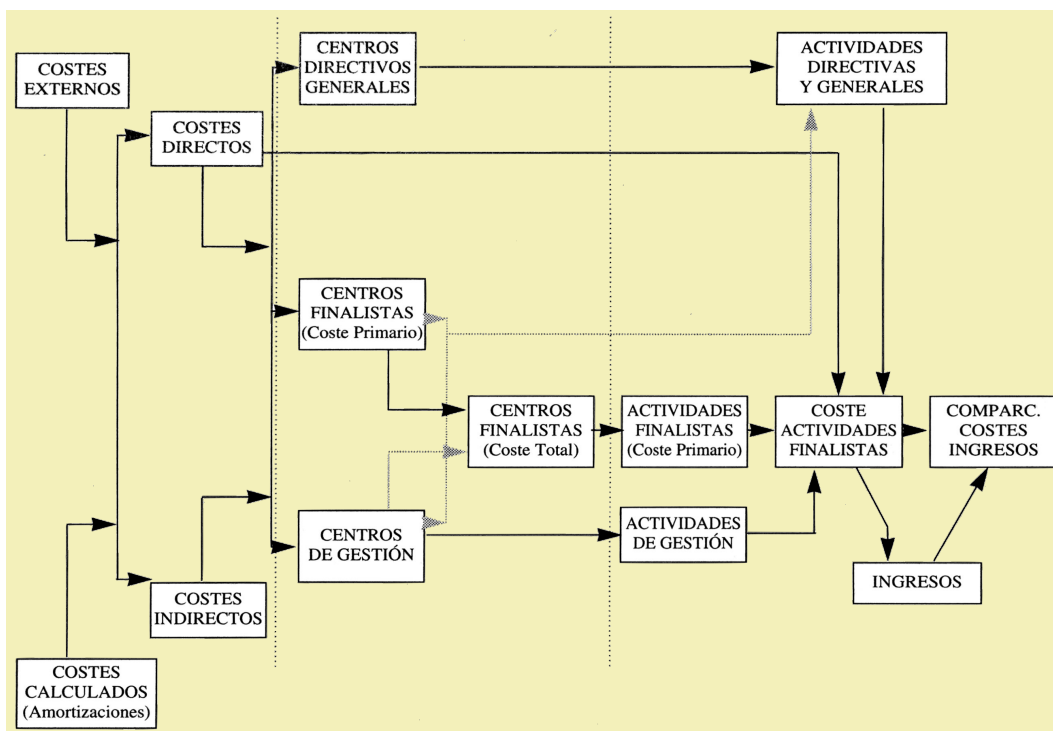 COSTES
EXTERNOS
COSTES
DIRECTOS
CENTROS
DIRECTIVOS
GENERALES
ACTIVIDADES
DIRECTIVAS
Y GENERALES
CENTROS
FINALISTAS
(Coste Primario)
CENTROS
FINALISTAS
(Coste Total)
ACTIVIDADES
FINALISTAS
(Coste Primario)
COSTE
ACTIVIDADES
FINALISTAS
COMPARC.
COSTES
INGRESOS
CENTROS
DE GESTIÓN
ACTIVIDADES
DE GESTIÓN
INGRESOS
COSTES
INDIRECTOS
COSTES
CALCULADOS
(Amortizaciones)